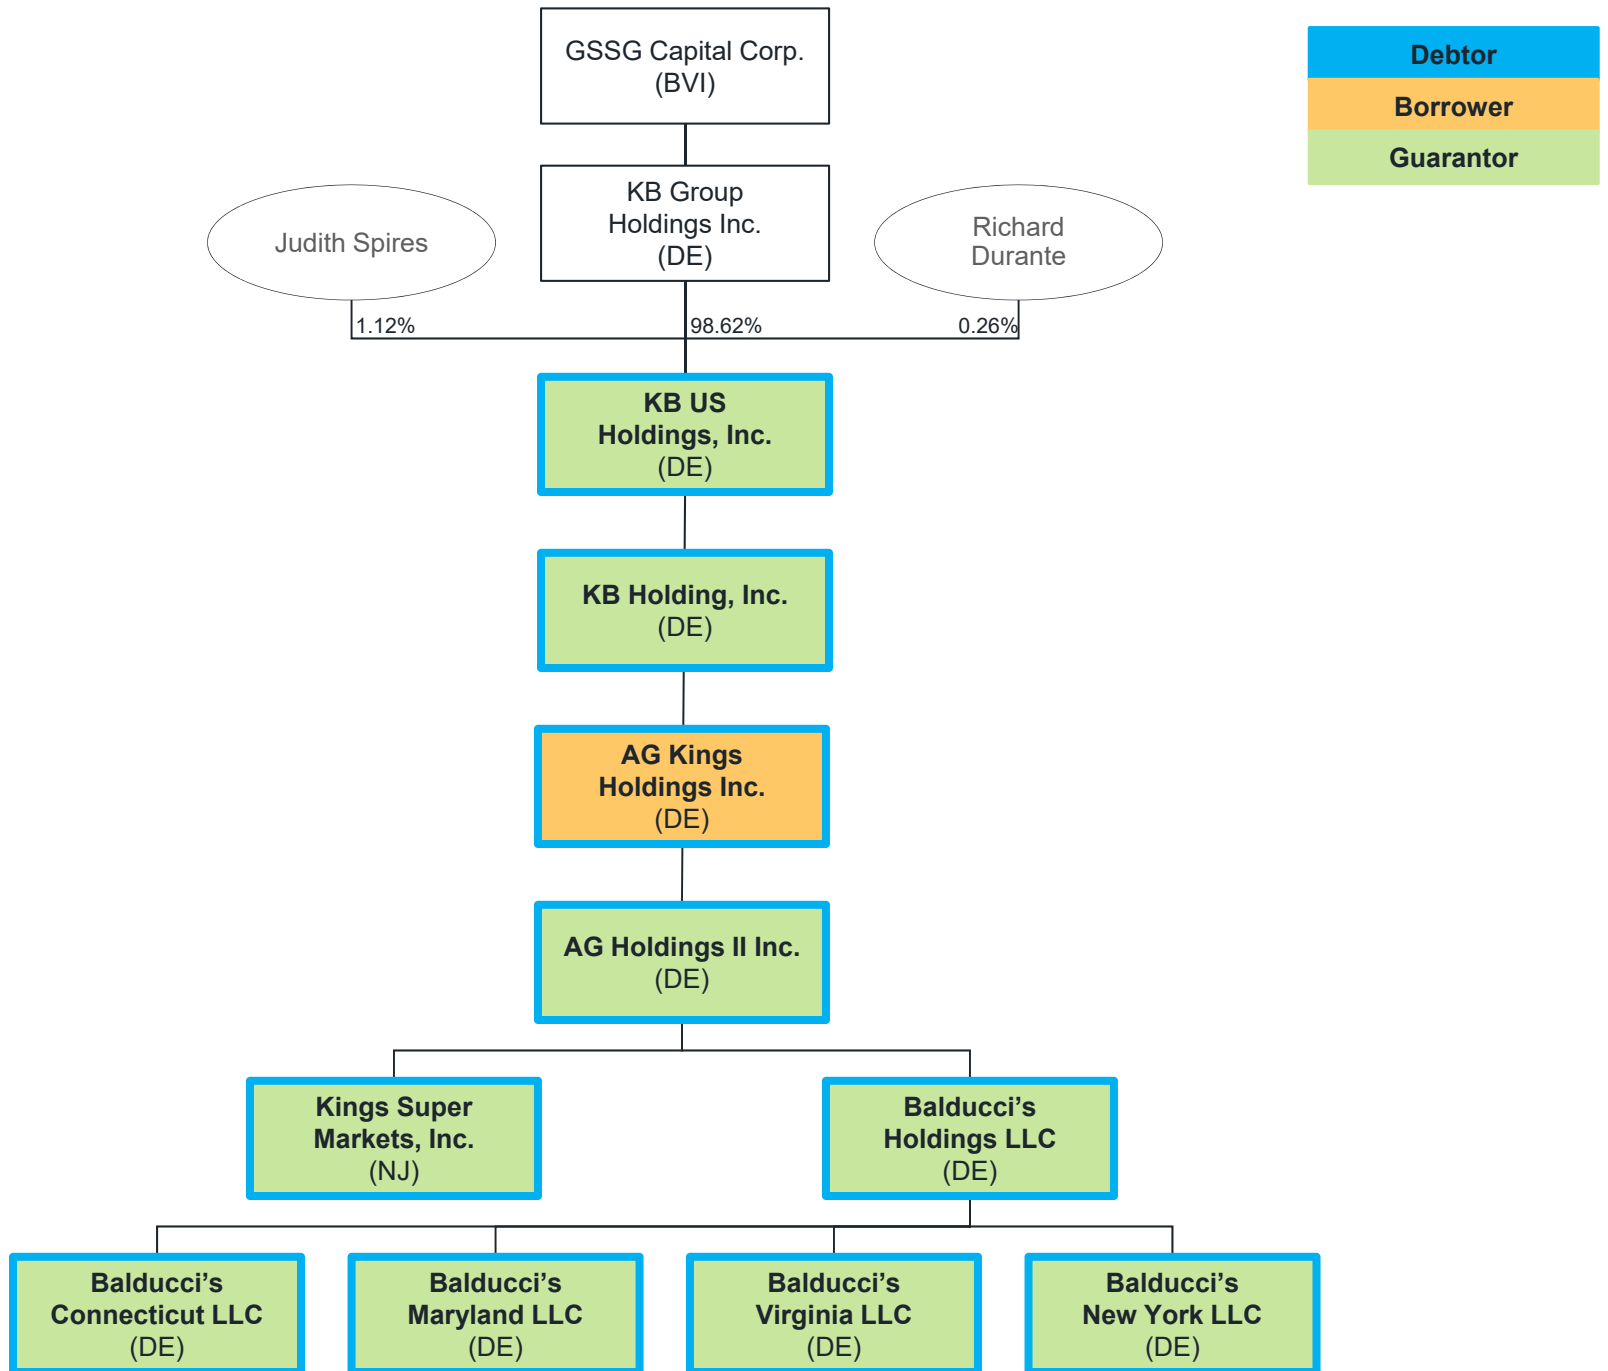 GSSG Capital Corp.
(BVI)
Debtor
Borrower
Guarantor
KB Group
Holdings Inc.
(DE)
Judith Spires
Richard
Durante
1.12%
98.62%
0.26%
KB US
Holdings, Inc.
(DE)
KB Holding, Inc.
(DE)
AG Kings
Holdings Inc.
(DE)
AG Holdings II Inc.
(DE)
Kings Super
Markets, Inc.
(NJ)
Balducci’s
Holdings LLC
(DE)
Balducci’s
Connecticut LLC
(DE)
Balducci’s
Maryland LLC
(DE)
Balducci’s
Virginia LLC
(DE)
Balducci’s
New York LLC
(DE)